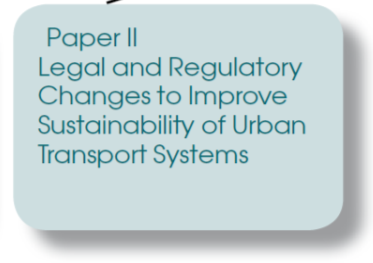 Paper II
Legal and Regulatory
Changes to Improve
Sustainability of Urban
Transport Systems